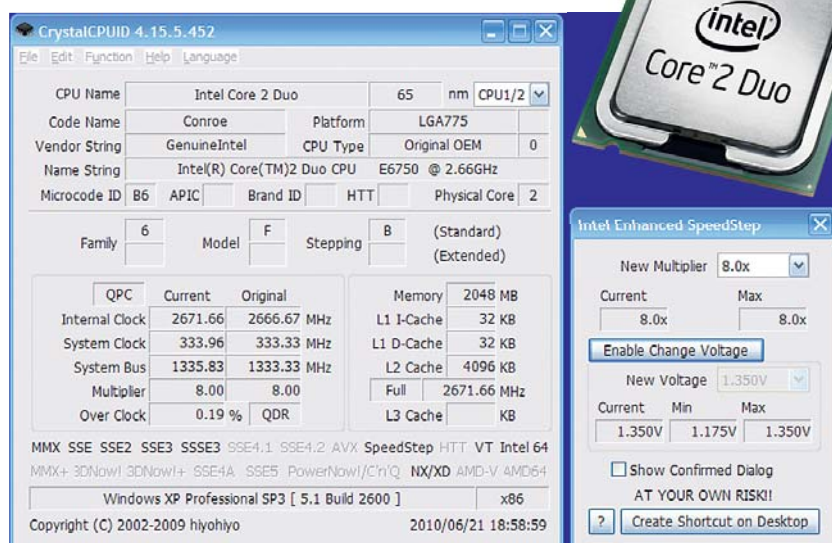 CrystalCPUID 4.15.5.452
File Edit Function Help Language
CPU Name Intel Core 2 Duo 65 nm CPU1/2
Code Name Conroe Platform LGA775
Vendor String GenuineIntel CPU Type Original OEM 0
Name String Intel(R) Core(TM)2 Duo CPU E6750 @ 2.66GHz
Microcode ID B6 APIC Brand ID HTT Physical Core 2
Family 6 Model F Stepping B (Standard)
(Extended)
QPC Current Original
Internal Clock 2671.66 2666.67 MHz
System Clock 333.96 333.33 MHz
System Bus 1335.83 1333.33 MHz
Multiplier 8.00 8.00
Over Clock 0.19 % QDR
Memory 2048 MB
L1 I-Cache 32 KB
L1 D-Cache 32 KB
L2 Cache 4096 KB
Full 2671.66 MHz
L3 Cache KB
MMX SSE SSE2 SSE3 SSSE3 SSE4.1 SSE4.2 AVX SpeedStep HTT VT Intel 64
MMX+ 3DNow! 3DNow!+ SSE4A SSE5 PowerNow!/C'n'Q NX/XD AMD-V AMD64
Windows XP Professional SP3 [ 5.1 Build 2600 ] x86
Copyright (C) 2002-2009 hiyohiyo 2010/06/21 18:58:59
intel
Core™2 Duo
Intel Enhanced SpeedStep
New Multiplier 8.0x
Current Max
8.0x 8.0x
Enable Change Voltage
New Voltage 1.350V
Current Min Max
1.350V 1.175V 1.350V
Show Confirmed Dialog
AT YOUR OWN RISK!!
? Create Shortcut on Desktop